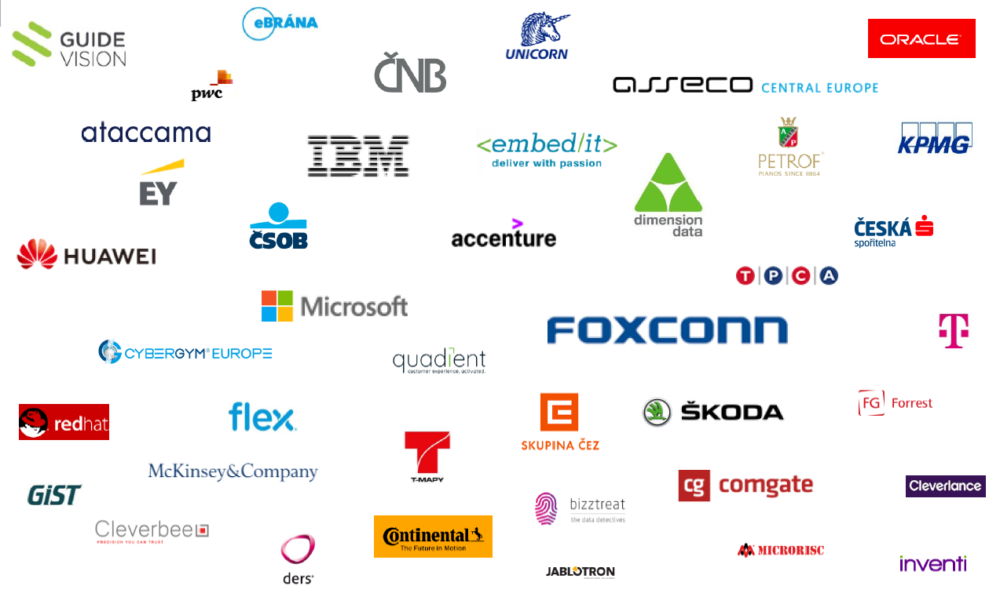 eBRÁNA
GUIDE
VISION
UNICORN
ORACLE
ČNB
pwc
asseco CENTRAL EUROPE
ataccama
IBM
<embed/it>
deliver with passion
AP
PETROF®
PIANOS SINCE 1864
KPMG
EY
dimension
data
ČSOB
accenture
ČESKÁ
spořitelna
HUAWEI
T|P|C|A
Microsoft
FOXCONN
T
CYBERGYM® EUROPE
quadient
customer experience. activated.
redhat.
flex.
SKUPINA ČEZ
ŠKODA
FG Forrest
T-MAPY
McKinsey&Company
GiST
cg comgate
Cleverlance
bizztreat
the data detectives
Cleverbee
PRECISION YOU CAN TRUST
Continental
The Future in Motion
ders®
JABLOTRON
MICRORISC
inventi